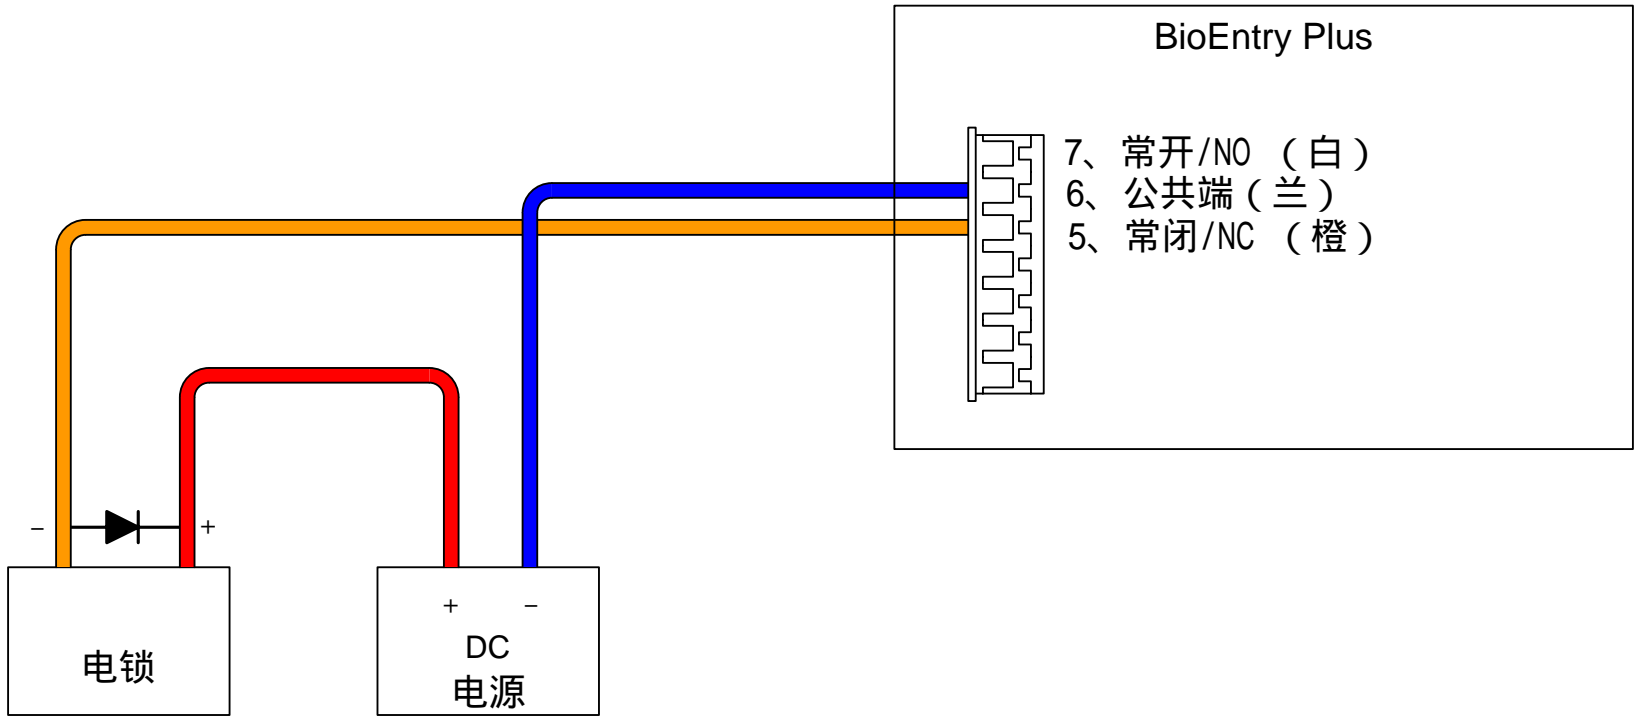 BioEntry Plus
7、常开/NO （白）
6、公共端（兰）
5、常闭/NC （橙）
- +
+ -
DC
电锁
电源